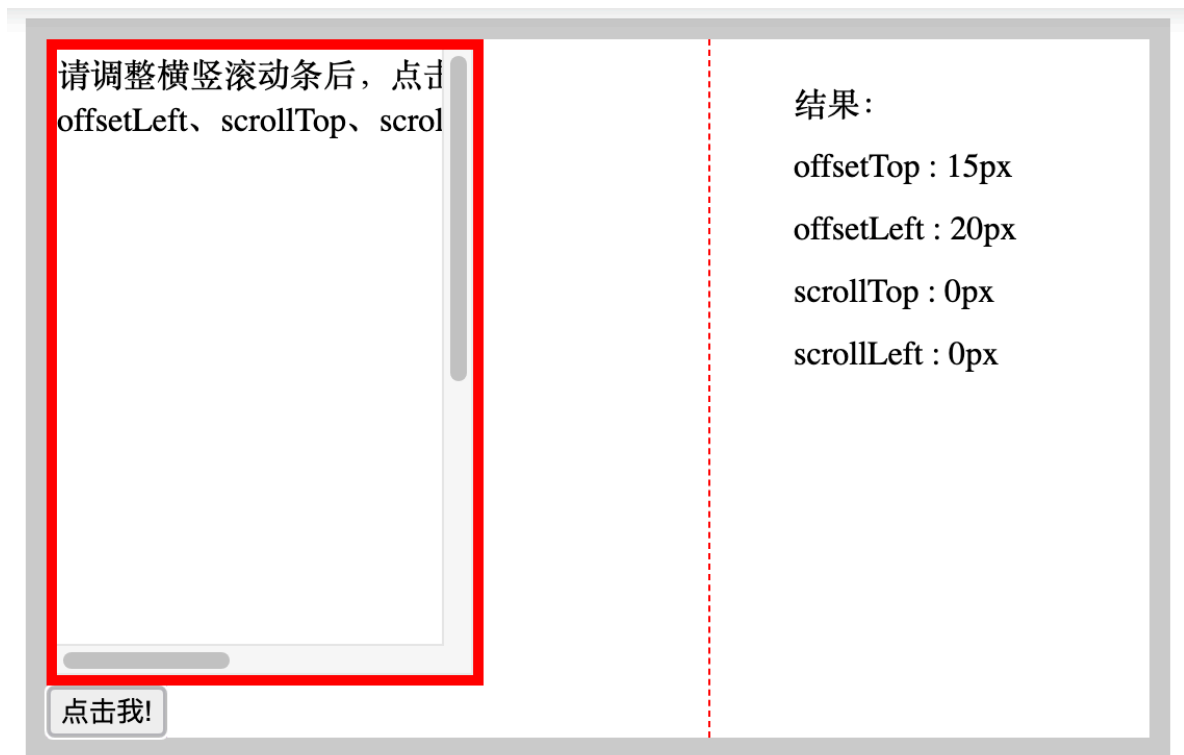 请调整横竖滚动条后，点击
offsetLeft、scrollTop、scrol
点击我!
结果：
offsetTop : 15px
offsetLeft : 20px
scrollTop : 0px
scrollLeft : 0px